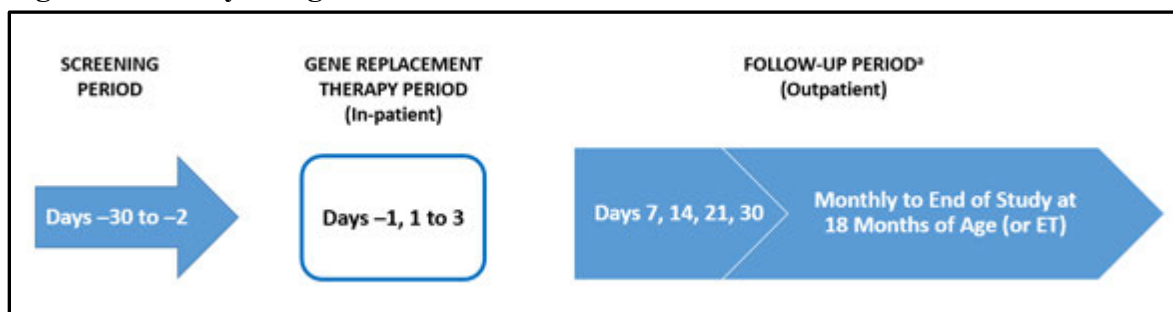 SCREENING
PERIOD
GENE REPLACEMENT
THERAPY PERIOD
(In-patient)
FOLLOW-UP PERIODᵃ
(Outpatient)
Days –30 to –2
Days –1, 1 to 3
Days 7, 14, 21, 30
Monthly to End of Study at
18 Months of Age (or ET)